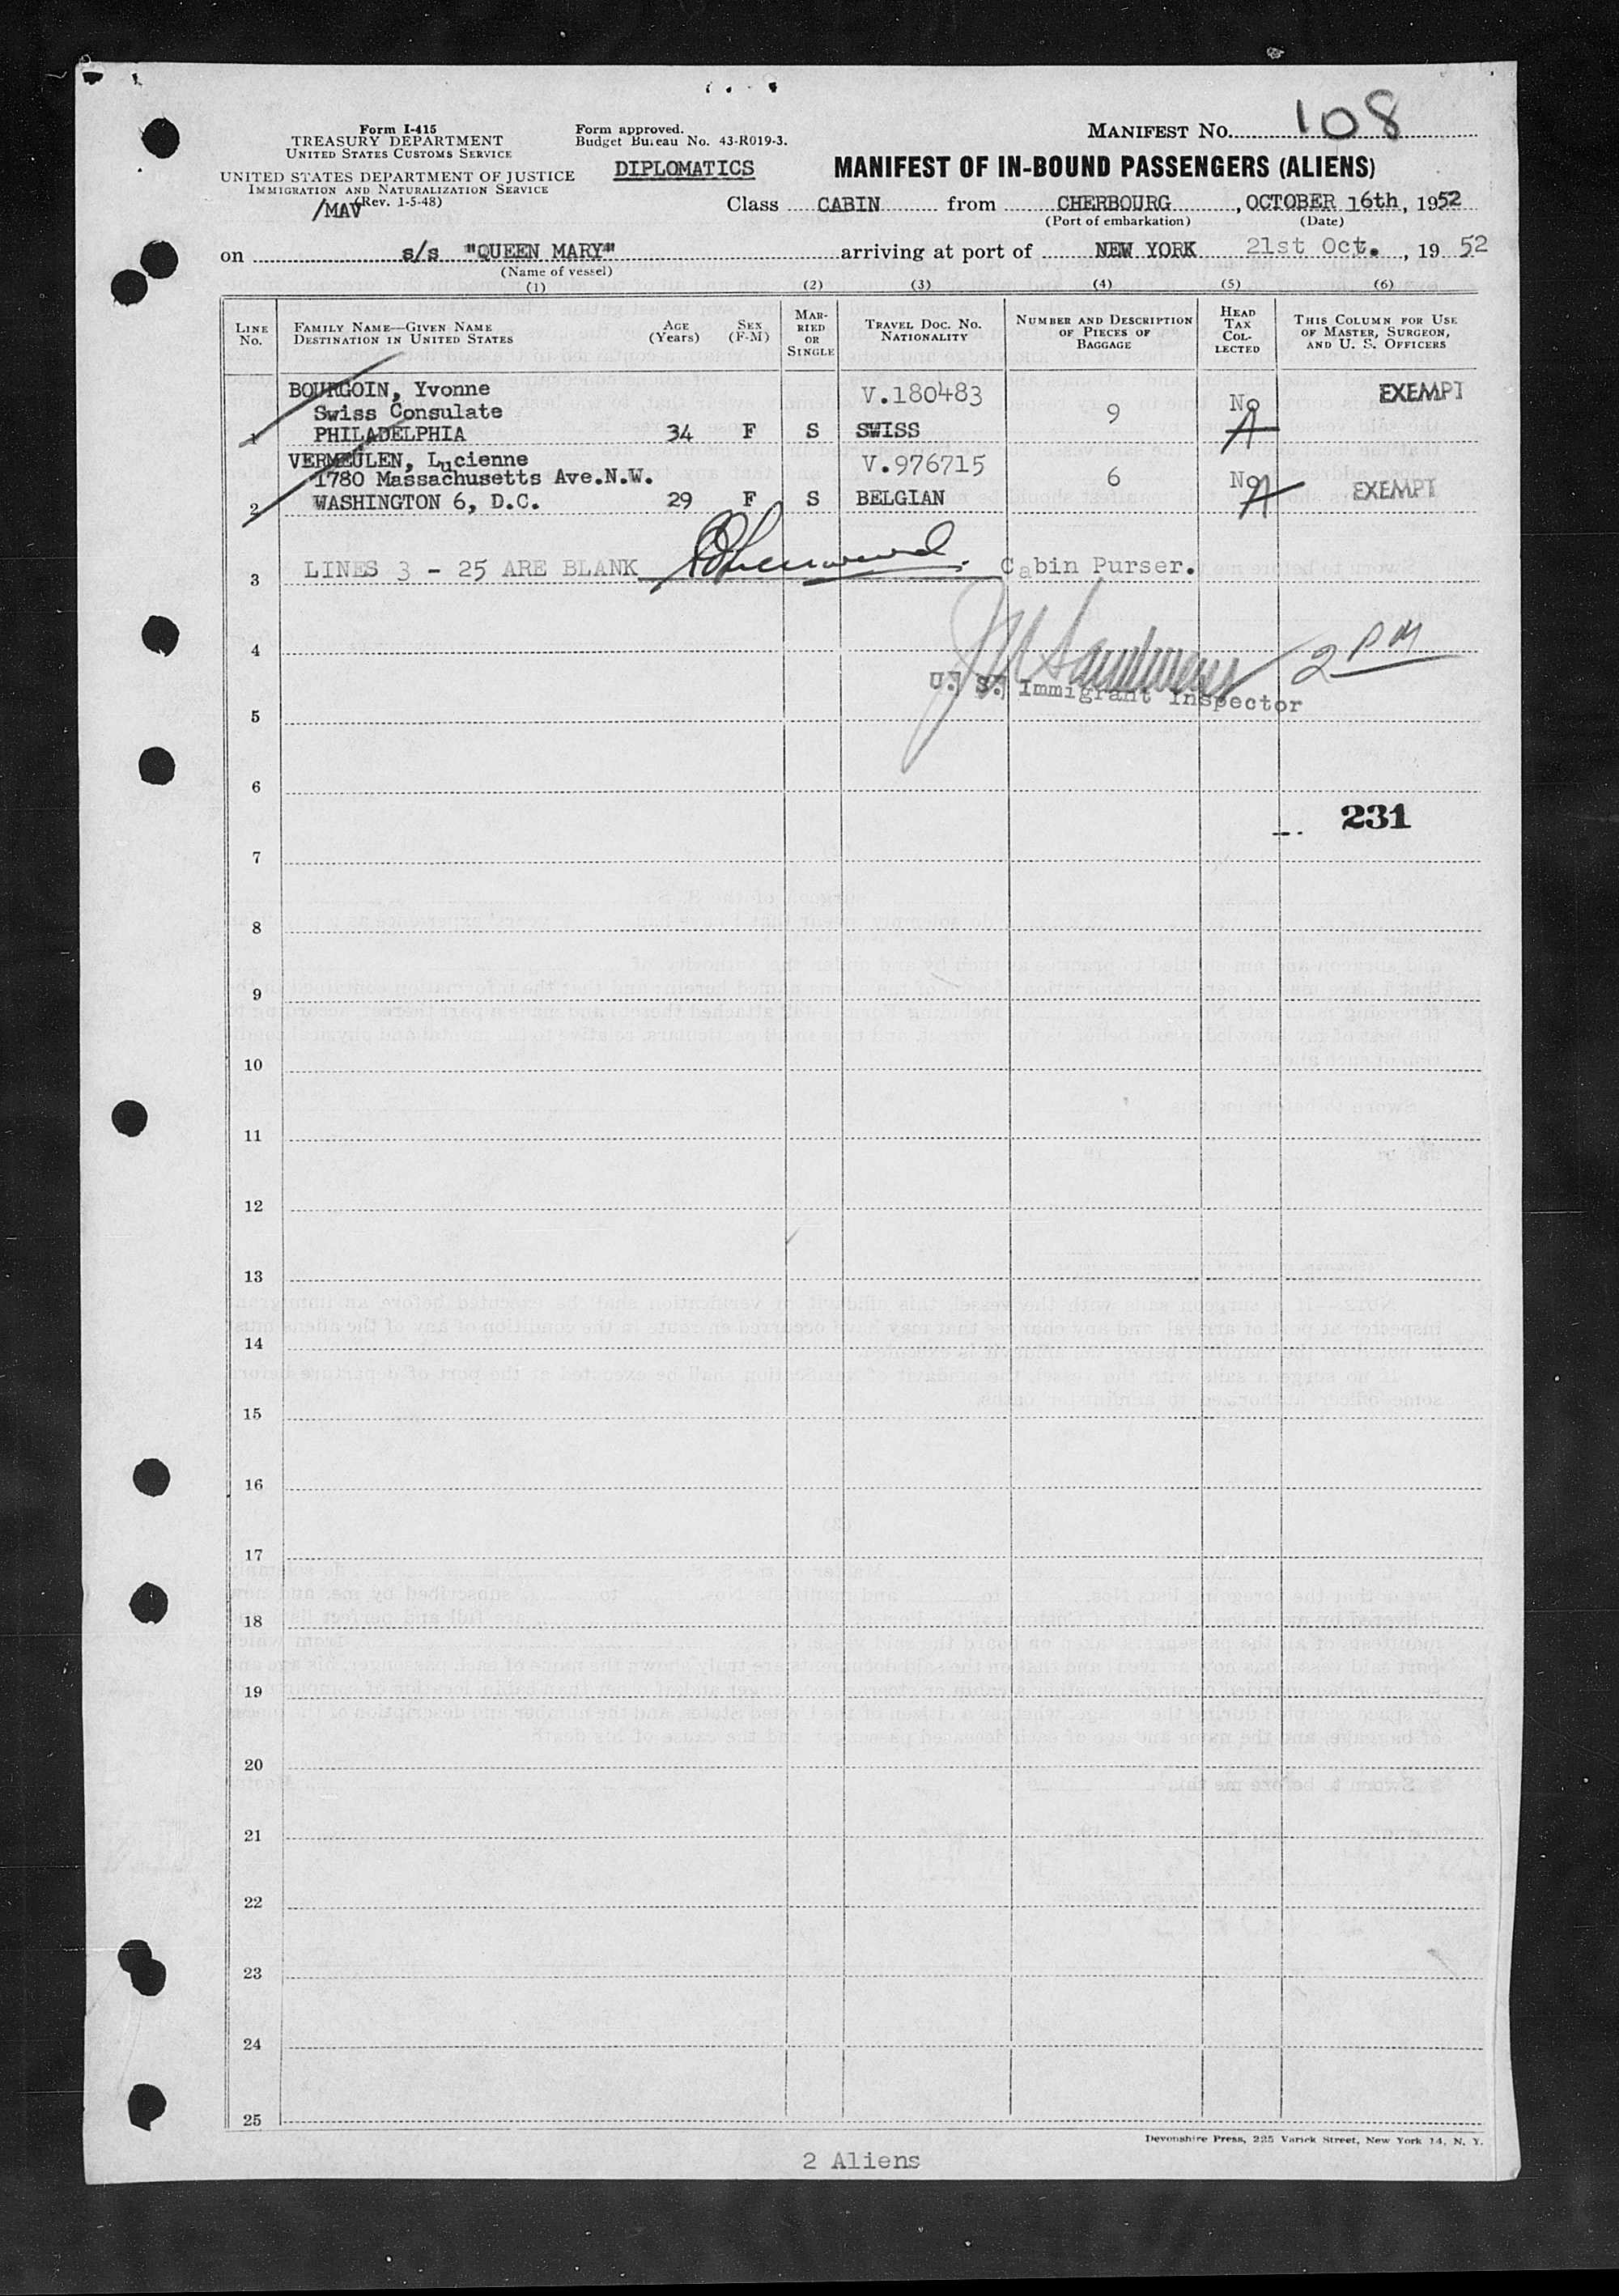 MANIFEST NO. 108
Form I-415
TREASURY DEPARTMENT
UNITED STATES CUSTOMS SERVICE
UNITED STATES DEPARTMENT OF JUSTICE
IMMIGRATION AND NATURALIZATION SERVICE
(Rev. 1-5-48)
/MAV
Form approved.
Budget Bureau No. 43-R019-3.
DIPLOMATICS
MANIFEST OF IN-BOUND PASSENGERS (ALIENS)
Class CABIN from CHERBOURG, OCTOBER 16th, 1952
(Port of embarkation) (Date)
on s/s "QUEEN MARY" arriving at port of NEW YORK 21st Oct., 19 52
(Name of vessel)
(1) (2) (3) (4) (5) (6)
LINE No.
FAMILY NAME—GIVEN NAME
DESTINATION IN UNITED STATES
AGE (Years)
SEX (F-M)
MARRIED OR SINGLE
TRAVEL DOC. NO. NATIONALITY
NUMBER AND DESCRIPTION OF PIECES OF BAGGAGE
HEAD TAX COLLECTED
THIS COLUMN FOR USE OF MASTER, SURGEON, AND U. S. OFFICERS
BOURGOIN, Yvonne V.180483 EXEMPT
Swiss Consulate 9 No
1 PHILADELPHIA 34 F S SWISS A
VERMEULEN, Lucienne V.976715
1780 Massachusetts Ave.N.W. 6 No EXEMPT
2 WASHINGTON 6, D.C. 29 F S BELGIAN A
3 LINES 3 - 25 ARE BLANK Cabin Purser.
4 2 PM
U. S. Immigrant Inspector
5
6
231
7
8
9
10
11
12
13
14
15
16
17
18
19
20
21
22
23
24
25
Devonshire Press, 225 Varick Street, New York 14, N. Y.
2 Aliens